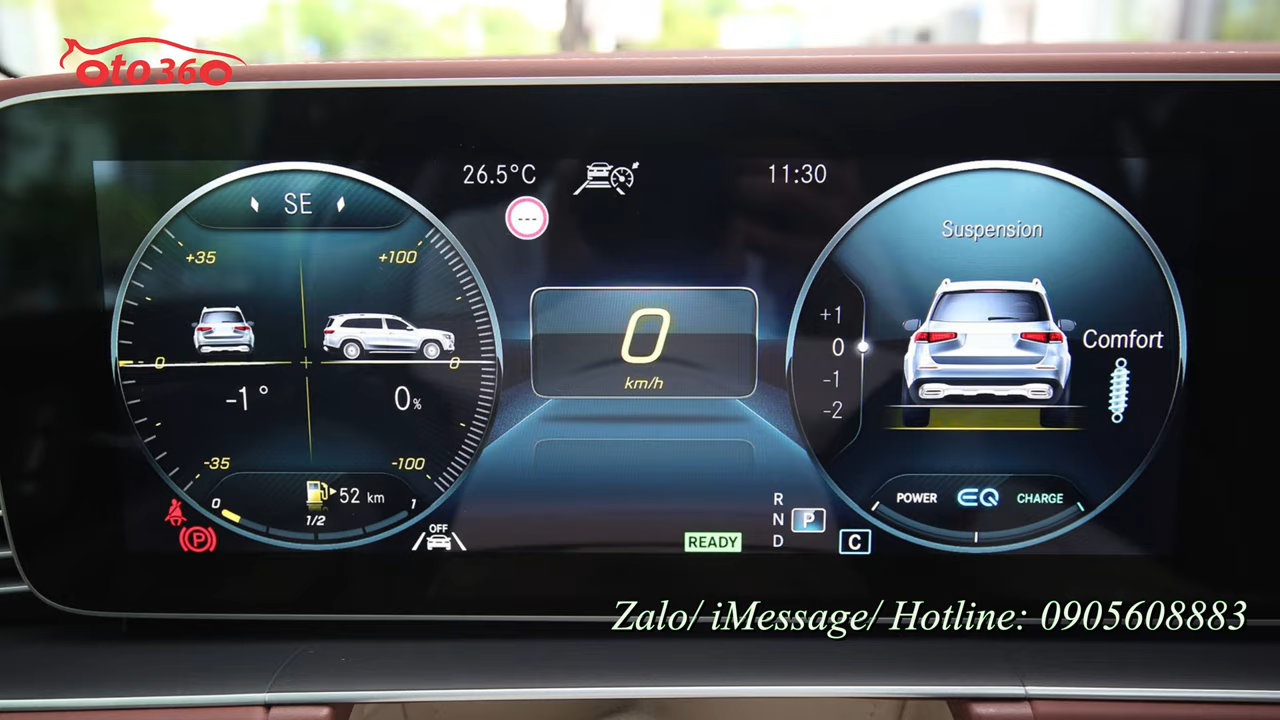 oto360
26.5°C
11:30
---
SE
+35
+100
0
0
-1°
0%
-35
-100
52 km
0
1/2
1
P
OFF
0
km/h
READY
R
N
P
D
C
Suspension
+1
0
-1
-2
Comfort
POWER
EQ
CHARGE
Zalo/ iMessage/ Hotline: 0905608883